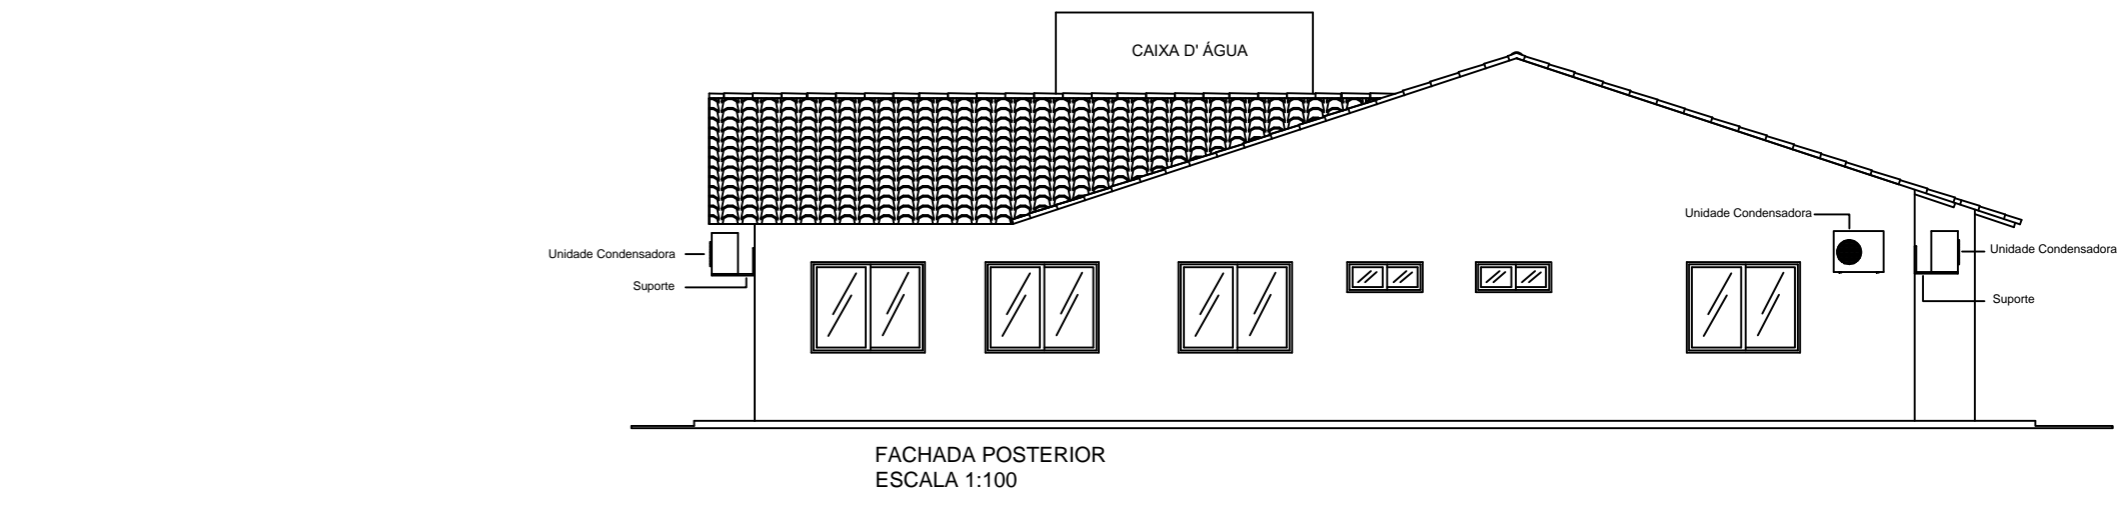 CAIXA D' ÁGUA
Unidade Condensadora
Unidade Condensadora
Unidade Condensadora
Suporte
Suporte
FACHADA POSTERIOR
ESCALA 1:100